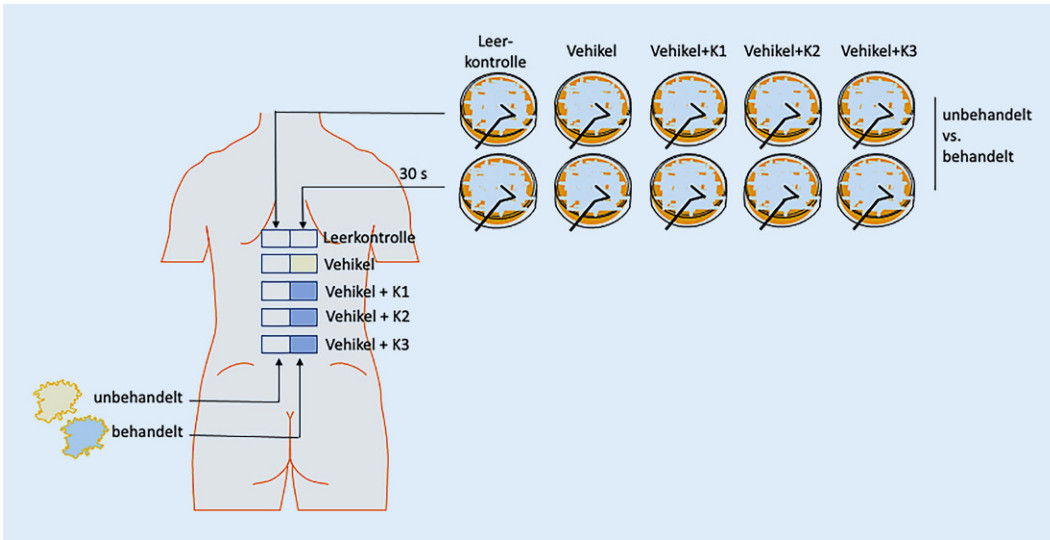 Leer-
kontrolle
Vehikel
Vehikel+K1
Vehikel+K2
Vehikel+K3
unbehandelt
vs.
behandelt
30 s
Leerkontrolle
Vehikel
Vehikel + K1
Vehikel + K2
Vehikel + K3
unbehandelt
behandelt